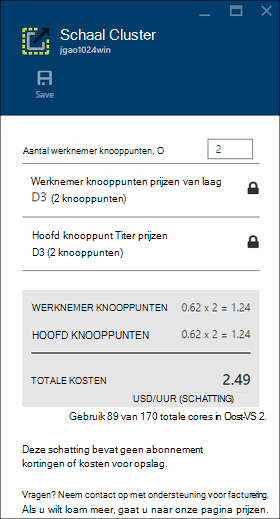 Schaal Cluster
jgao1024win
Save
Aantal werknemer knooppunten, O 2
Werknemer knooppunten prijzen van laag
D3 (2 knooppunten)
Hoofd knooppunt Titer prijzen
D3 (2 knooppunten)
WERKNEMER KNOOPPUNTEN 0.62 x 2 = 1.24
HOOFD KNOOPPUNTEN 0.62 x 2 = 1.24
TOTALE KOSTEN 2.49
USD/UUR (SCHATTING)
Gebruik 89 van 170 totale cores in Oost-VS 2.
Deze schatting bevat geen abonnement
kortingen of kosten voor opslag.
Vragen? Neem contact op met ondersteuning voor facturering.
Als u wilt loam meer, gaat u naar onze pagina prijzen.